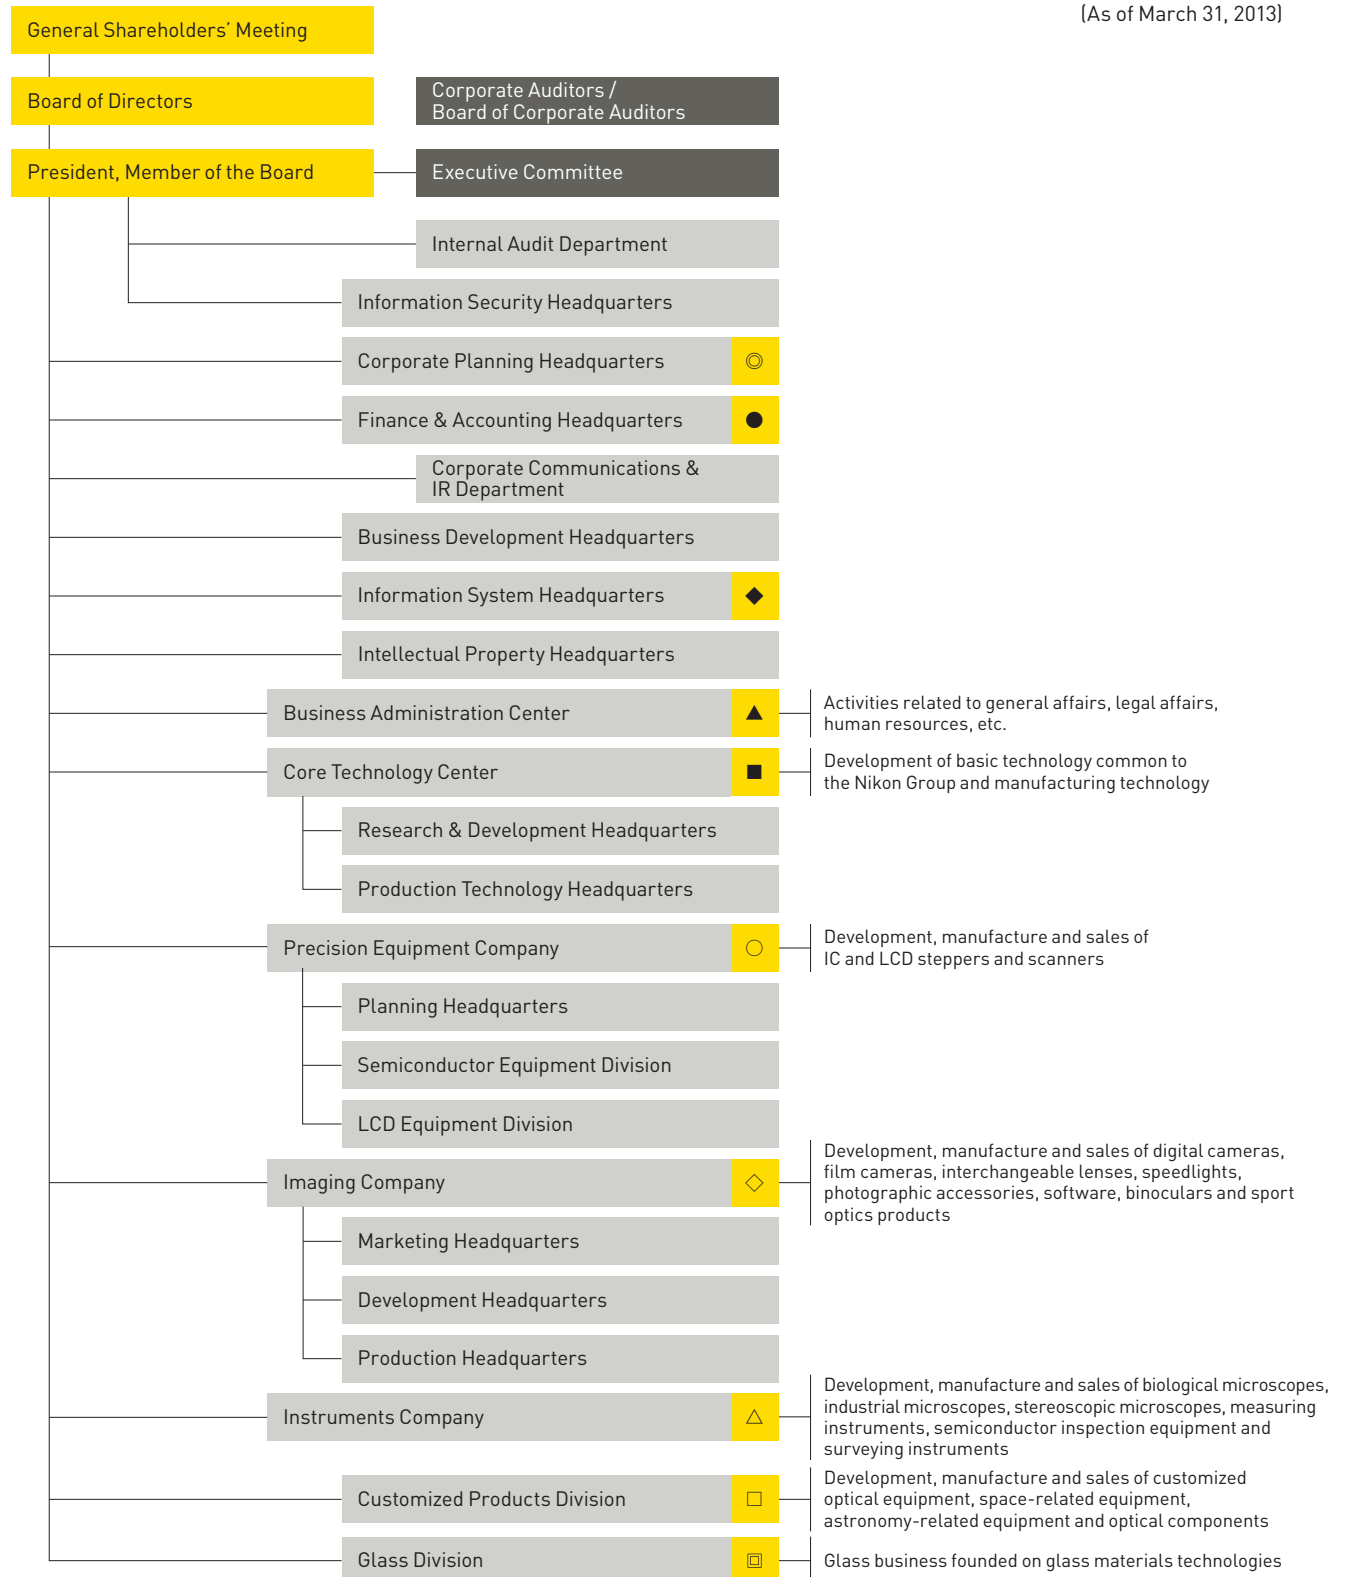 (As of March 31, 2013)
General Shareholders’ Meeting
Board of Directors
Corporate Auditors /
Board of Corporate Auditors
President, Member of the Board
Executive Committee
Internal Audit Department
Information Security Headquarters
Corporate Planning Headquarters
Finance & Accounting Headquarters
Corporate Communications &
IR Department
Business Development Headquarters
Information System Headquarters
Intellectual Property Headquarters
Business Administration Center
Activities related to general affairs, legal affairs,
human resources, etc.
Core Technology Center
Development of basic technology common to
the Nikon Group and manufacturing technology
Research & Development Headquarters
Production Technology Headquarters
Precision Equipment Company
Development, manufacture and sales of
IC and LCD steppers and scanners
Planning Headquarters
Semiconductor Equipment Division
LCD Equipment Division
Imaging Company
Development, manufacture and sales of digital cameras,
film cameras, interchangeable lenses, speedlights,
photographic accessories, software, binoculars and sport
optics products
Marketing Headquarters
Development Headquarters
Production Headquarters
Instruments Company
Development, manufacture and sales of biological microscopes,
industrial microscopes, stereoscopic microscopes, measuring
instruments, semiconductor inspection equipment and
surveying instruments
Customized Products Division
Development, manufacture and sales of customized
optical equipment, space-related equipment,
astronomy-related equipment and optical components
Glass Division
Glass business founded on glass materials technologies